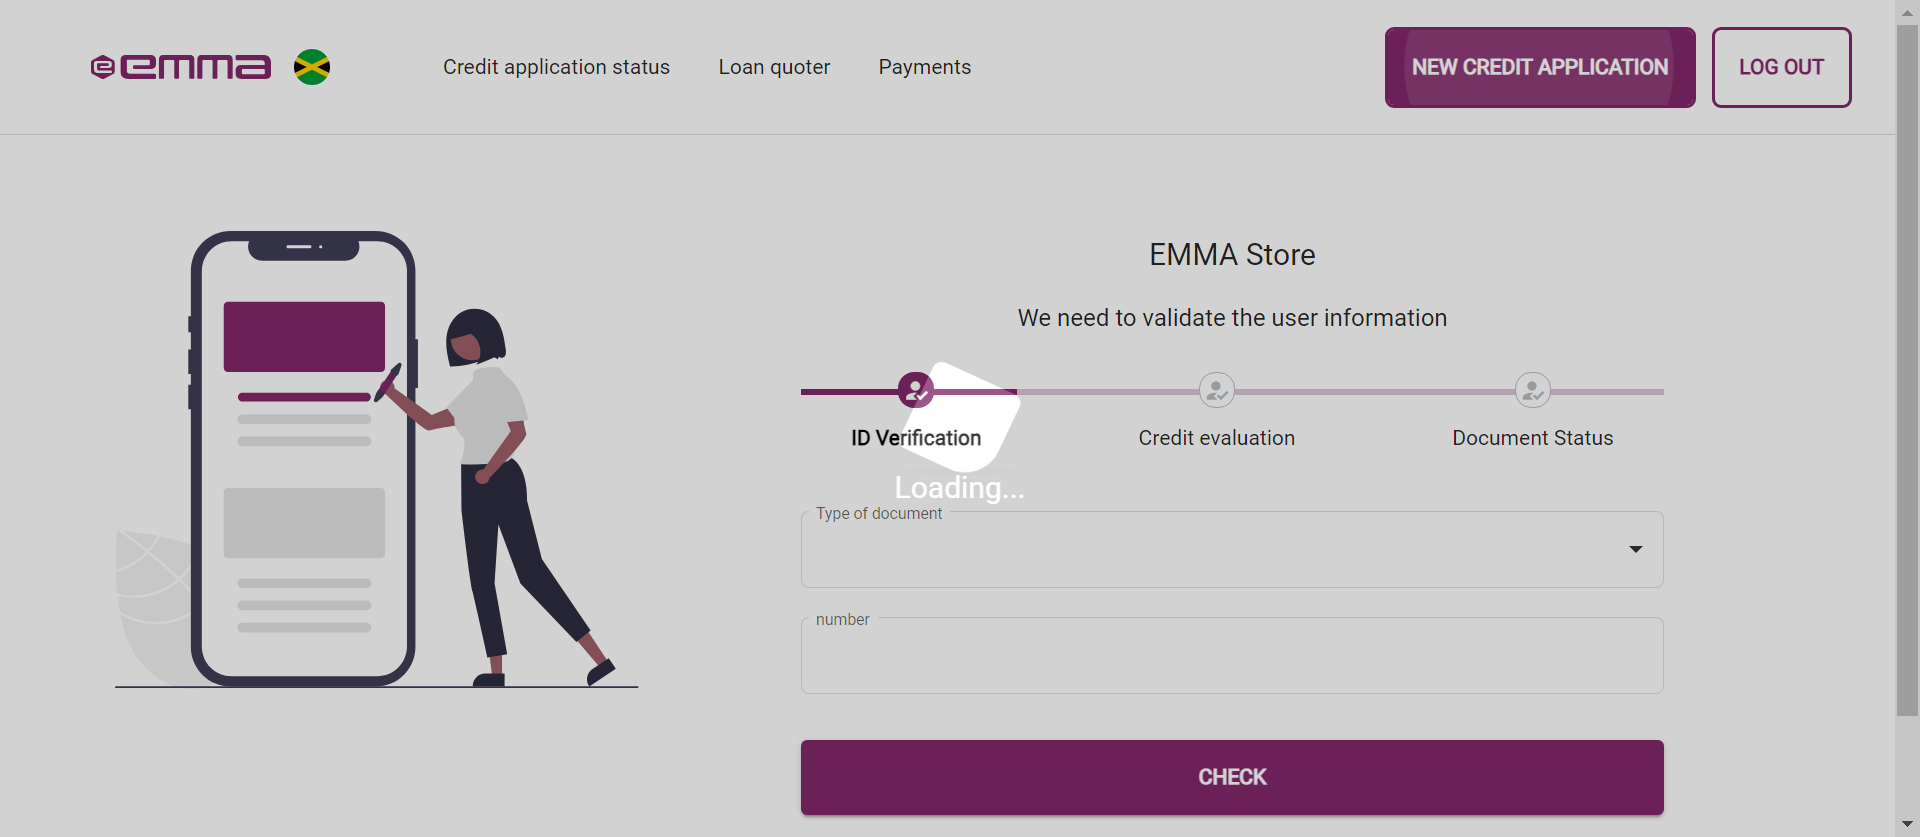 emma
Credit application status
Loan quoter
Payments
NEW CREDIT APPLICATION
LOG OUT
EMMA Store
We need to validate the user information
ID Verification
Credit evaluation
Document Status
Loading...
Type of document
number
CHECK